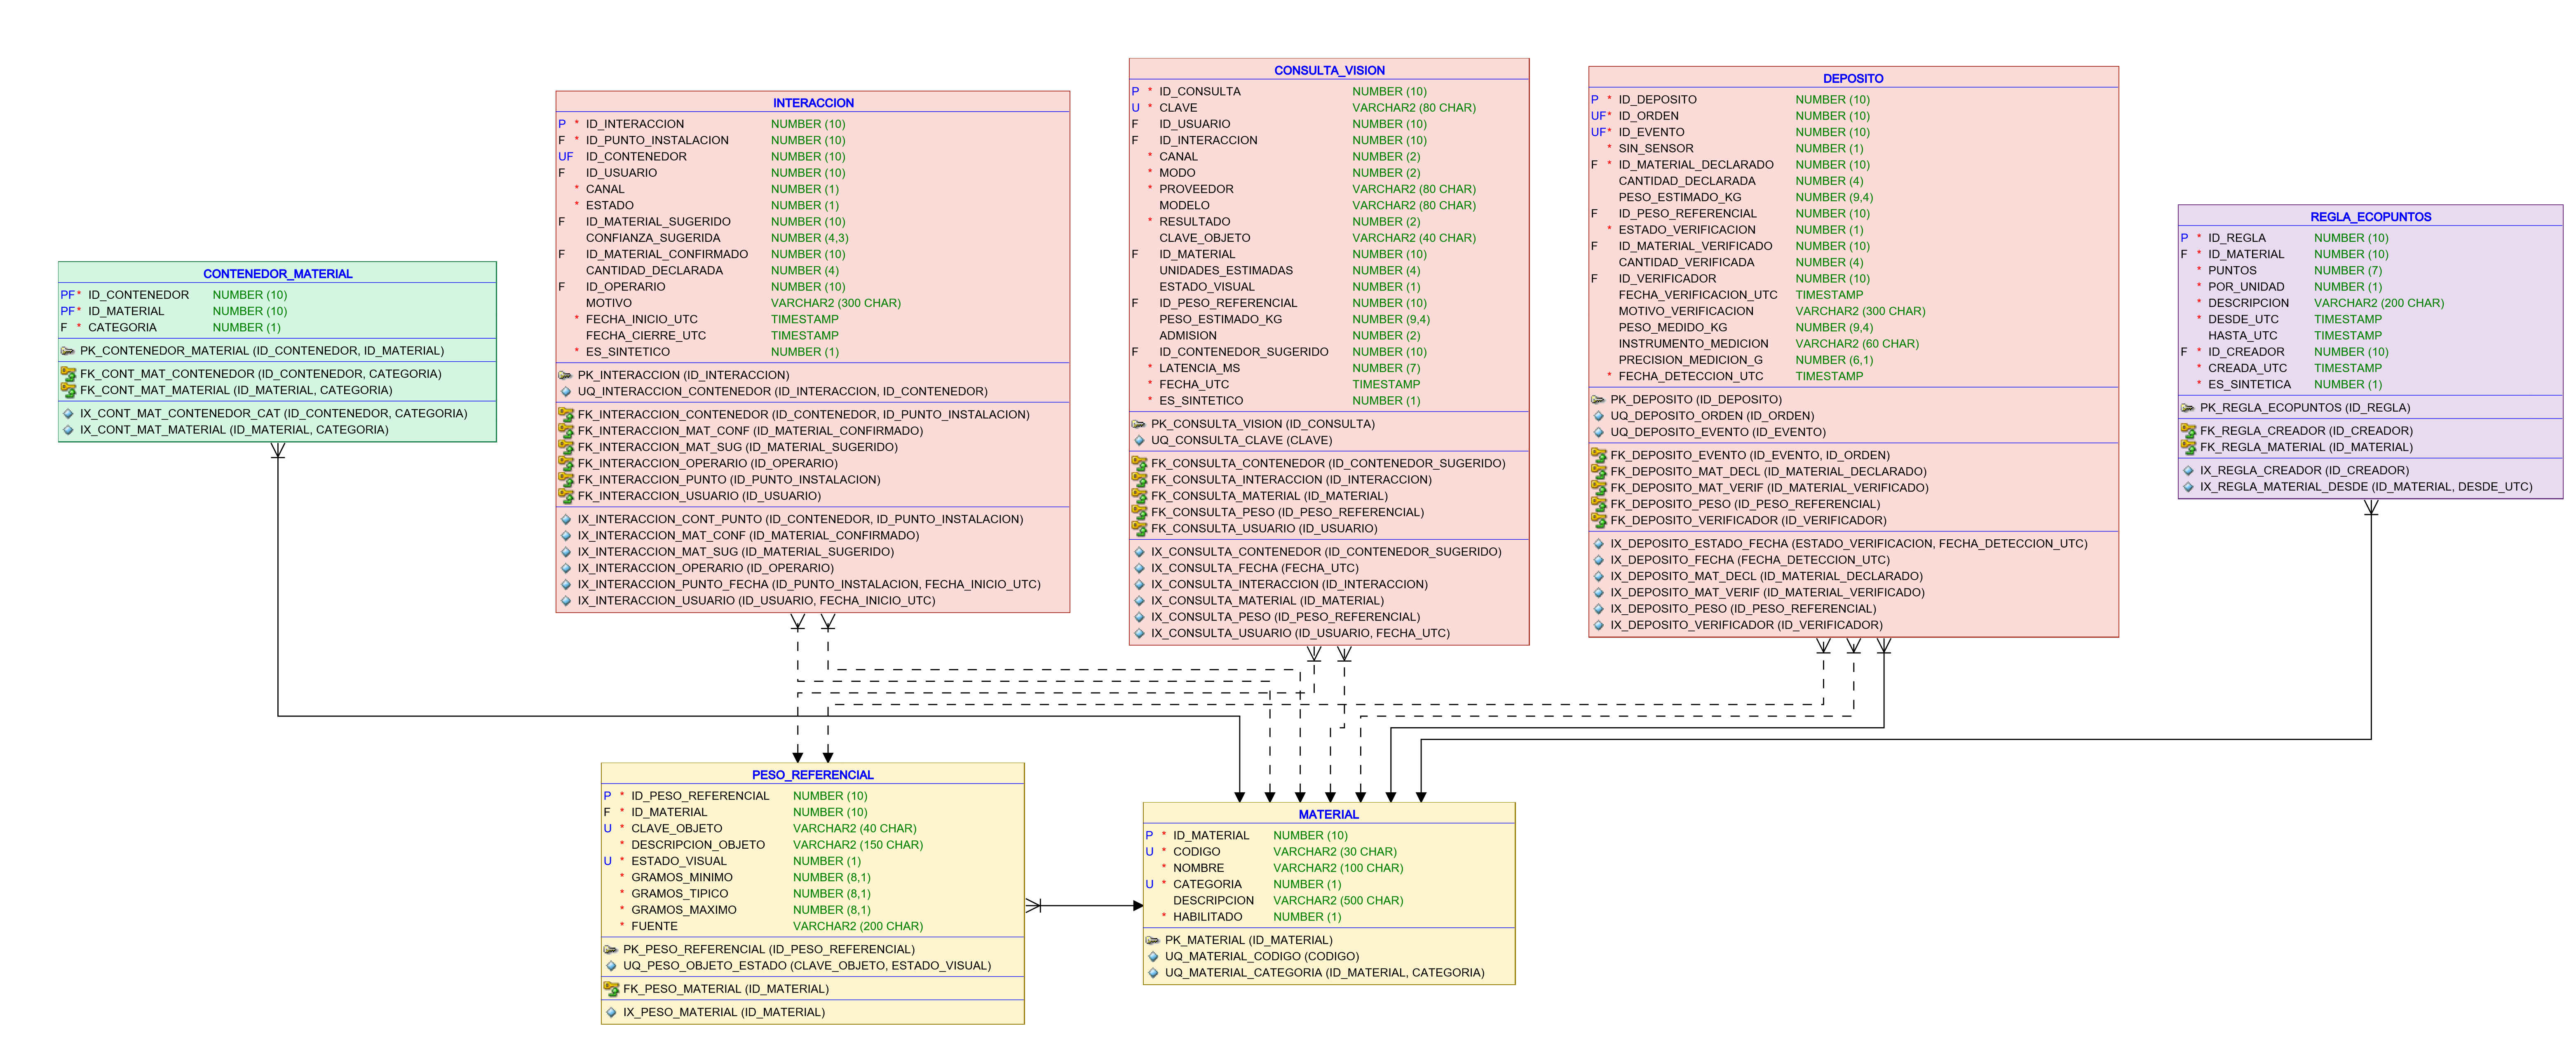 CONTENEDOR_MATERIAL
PF * ID_CONTENEDOR NUMBER (10)
PF * ID_MATERIAL NUMBER (10)
F * CATEGORIA NUMBER (1)
PK_CONTENEDOR_MATERIAL (ID_CONTENEDOR, ID_MATERIAL)
FK_CONT_MAT_CONTENEDOR (ID_CONTENEDOR, CATEGORIA)
FK_CONT_MAT_MATERIAL (ID_MATERIAL, CATEGORIA)
IX_CONT_MAT_CONTENEDOR_CAT (ID_CONTENEDOR, CATEGORIA)
IX_CONT_MAT_MATERIAL (ID_MATERIAL, CATEGORIA)
INTERACCION
P * ID_INTERACCION NUMBER (10)
F * ID_PUNTO_INSTALACION NUMBER (10)
UF ID_CONTENEDOR NUMBER (10)
F ID_USUARIO NUMBER (10)
* CANAL NUMBER (1)
* ESTADO NUMBER (1)
F ID_MATERIAL_SUGERIDO NUMBER (10)
CONFIANZA_SUGERIDA NUMBER (4,3)
F ID_MATERIAL_CONFIRMADO NUMBER (10)
CANTIDAD_DECLARADA NUMBER (4)
F ID_OPERARIO NUMBER (10)
MOTIVO VARCHAR2 (300 CHAR)
* FECHA_INICIO_UTC TIMESTAMP
FECHA_CIERRE_UTC TIMESTAMP
* ES_SINTETICO NUMBER (1)
PK_INTERACCION (ID_INTERACCION)
UQ_INTERACCION_CONTENEDOR (ID_INTERACCION, ID_CONTENEDOR)
FK_INTERACCION_CONTENEDOR (ID_CONTENEDOR, ID_PUNTO_INSTALACION)
FK_INTERACCION_MAT_CONF (ID_MATERIAL_CONFIRMADO)
FK_INTERACCION_MAT_SUG (ID_MATERIAL_SUGERIDO)
FK_INTERACCION_OPERARIO (ID_OPERARIO)
FK_INTERACCION_PUNTO (ID_PUNTO_INSTALACION)
FK_INTERACCION_USUARIO (ID_USUARIO)
IX_INTERACCION_CONT_PUNTO (ID_CONTENEDOR, ID_PUNTO_INSTALACION)
IX_INTERACCION_MAT_CONF (ID_MATERIAL_CONFIRMADO)
IX_INTERACCION_MAT_SUG (ID_MATERIAL_SUGERIDO)
IX_INTERACCION_OPERARIO (ID_OPERARIO)
IX_INTERACCION_PUNTO_FECHA (ID_PUNTO_INSTALACION, FECHA_INICIO_UTC)
IX_INTERACCION_USUARIO (ID_USUARIO, FECHA_INICIO_UTC)
CONSULTA_VISION
P * ID_CONSULTA NUMBER (10)
U * CLAVE VARCHAR2 (80 CHAR)
F ID_USUARIO NUMBER (10)
F ID_INTERACCION NUMBER (10)
* CANAL NUMBER (2)
* MODO NUMBER (2)
* PROVEEDOR VARCHAR2 (80 CHAR)
MODELO VARCHAR2 (80 CHAR)
* RESULTADO NUMBER (2)
CLAVE_OBJETO VARCHAR2 (40 CHAR)
F ID_MATERIAL NUMBER (10)
UNIDADES_ESTIMADAS NUMBER (4)
ESTADO_VISUAL NUMBER (1)
F ID_PESO_REFERENCIAL NUMBER (10)
PESO_ESTIMADO_KG NUMBER (9,4)
ADMISION NUMBER (2)
F ID_CONTENEDOR_SUGERIDO NUMBER (10)
* LATENCIA_MS NUMBER (7)
* FECHA_UTC TIMESTAMP
* ES_SINTETICO NUMBER (1)
PK_CONSULTA_VISION (ID_CONSULTA)
UQ_CONSULTA_CLAVE (CLAVE)
FK_CONSULTA_CONTENEDOR (ID_CONTENEDOR_SUGERIDO)
FK_CONSULTA_INTERACCION (ID_INTERACCION)
FK_CONSULTA_MATERIAL (ID_MATERIAL)
FK_CONSULTA_PESO (ID_PESO_REFERENCIAL)
FK_CONSULTA_USUARIO (ID_USUARIO)
IX_CONSULTA_CONTENEDOR (ID_CONTENEDOR_SUGERIDO)
IX_CONSULTA_FECHA (FECHA_UTC)
IX_CONSULTA_INTERACCION (ID_INTERACCION)
IX_CONSULTA_MATERIAL (ID_MATERIAL)
IX_CONSULTA_PESO (ID_PESO_REFERENCIAL)
IX_CONSULTA_USUARIO (ID_USUARIO, FECHA_UTC)
DEPOSITO
P * ID_DEPOSITO NUMBER (10)
UF* ID_ORDEN NUMBER (10)
UF* ID_EVENTO NUMBER (10)
* SIN_SENSOR NUMBER (1)
F * ID_MATERIAL_DECLARADO NUMBER (10)
CANTIDAD_DECLARADA NUMBER (4)
PESO_ESTIMADO_KG NUMBER (9,4)
F ID_PESO_REFERENCIAL NUMBER (10)
* ESTADO_VERIFICACION NUMBER (1)
F ID_MATERIAL_VERIFICADO NUMBER (10)
CANTIDAD_VERIFICADA NUMBER (4)
F ID_VERIFICADOR NUMBER (10)
FECHA_VERIFICACION_UTC TIMESTAMP
MOTIVO_VERIFICACION VARCHAR2 (300 CHAR)
PESO_MEDIDO_KG NUMBER (9,4)
INSTRUMENTO_MEDICION VARCHAR2 (60 CHAR)
PRECISION_MEDICION_G NUMBER (6,1)
* FECHA_DETECCION_UTC TIMESTAMP
PK_DEPOSITO (ID_DEPOSITO)
UQ_DEPOSITO_ORDEN (ID_ORDEN)
UQ_DEPOSITO_EVENTO (ID_EVENTO)
FK_DEPOSITO_EVENTO (ID_EVENTO, ID_ORDEN)
FK_DEPOSITO_MAT_DECL (ID_MATERIAL_DECLARADO)
FK_DEPOSITO_MAT_VERIF (ID_MATERIAL_VERIFICADO)
FK_DEPOSITO_PESO (ID_PESO_REFERENCIAL)
FK_DEPOSITO_VERIFICADOR (ID_VERIFICADOR)
IX_DEPOSITO_ESTADO_FECHA (ESTADO_VERIFICACION, FECHA_DETECCION_UTC)
IX_DEPOSITO_FECHA (FECHA_DETECCION_UTC)
IX_DEPOSITO_MAT_DECL (ID_MATERIAL_DECLARADO)
IX_DEPOSITO_MAT_VERIF (ID_MATERIAL_VERIFICADO)
IX_DEPOSITO_PESO (ID_PESO_REFERENCIAL)
IX_DEPOSITO_VERIFICADOR (ID_VERIFICADOR)
REGLA_ECOPUNTOS
P * ID_REGLA NUMBER (10)
F * ID_MATERIAL NUMBER (10)
* PUNTOS NUMBER (7)
* POR_UNIDAD NUMBER (1)
* DESCRIPCION VARCHAR2 (200 CHAR)
* DESDE_UTC TIMESTAMP
HASTA_UTC TIMESTAMP
F * ID_CREADOR NUMBER (10)
* CREADA_UTC TIMESTAMP
* ES_SINTETICA NUMBER (1)
PK_REGLA_ECOPUNTOS (ID_REGLA)
FK_REGLA_CREADOR (ID_CREADOR)
FK_REGLA_MATERIAL (ID_MATERIAL)
IX_REGLA_CREADOR (ID_CREADOR)
IX_REGLA_MATERIAL_DESDE (ID_MATERIAL, DESDE_UTC)
PESO_REFERENCIAL
P * ID_PESO_REFERENCIAL NUMBER (10)
F * ID_MATERIAL NUMBER (10)
U * CLAVE_OBJETO VARCHAR2 (40 CHAR)
* DESCRIPCION_OBJETO VARCHAR2 (150 CHAR)
U * ESTADO_VISUAL NUMBER (1)
* GRAMOS_MINIMO NUMBER (8,1)
* GRAMOS_TIPICO NUMBER (8,1)
* GRAMOS_MAXIMO NUMBER (8,1)
* FUENTE VARCHAR2 (200 CHAR)
PK_PESO_REFERENCIAL (ID_PESO_REFERENCIAL)
UQ_PESO_OBJETO_ESTADO (CLAVE_OBJETO, ESTADO_VISUAL)
FK_PESO_MATERIAL (ID_MATERIAL)
IX_PESO_MATERIAL (ID_MATERIAL)
MATERIAL
P * ID_MATERIAL NUMBER (10)
U * CODIGO VARCHAR2 (30 CHAR)
* NOMBRE VARCHAR2 (100 CHAR)
U * CATEGORIA NUMBER (1)
DESCRIPCION VARCHAR2 (500 CHAR)
* HABILITADO NUMBER (1)
PK_MATERIAL (ID_MATERIAL)
UQ_MATERIAL_CODIGO (CODIGO)
UQ_MATERIAL_CATEGORIA (ID_MATERIAL, CATEGORIA)